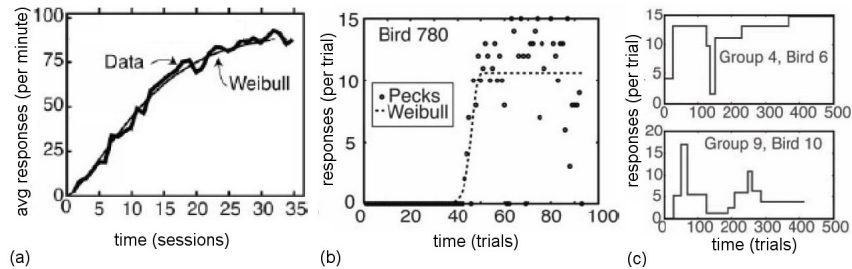 avg responses (per minute)
100
75
50
25
0
Data
Weibull
0 5 10 15 20 25 30 35
time (sessions)
(a)
responses (per trial)
15
10
5
0
Bird 780
Pecks
Weibull
0 20 40 60 80 100
time (trials)
(b)
responses (per trial)
15
10
5
0
Group 4, Bird 6
0 100 200 300 400 500
20
15
10
5
0
Group 9, Bird 10
0 100 200 300 400 500
time (trials)
(c)